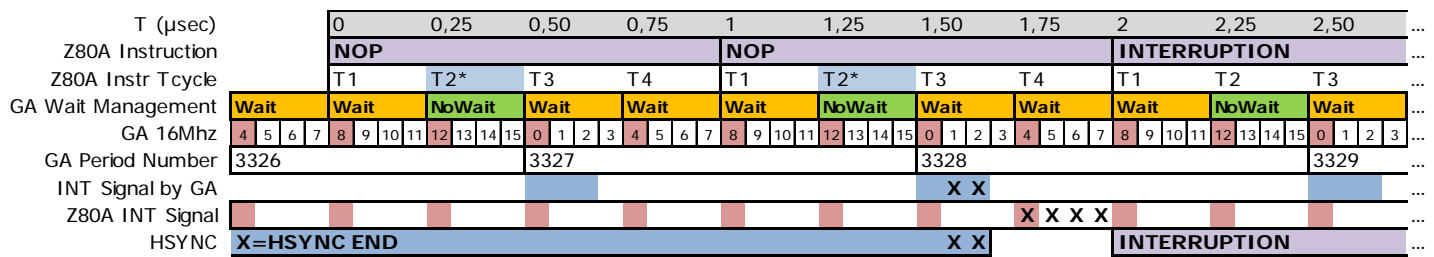 T (µsec) 0 0,25 0,50 0,75 1 1,25 1,50 1,75 2 2,25 2,50 ...
Z80A Instruction NOP NOP INTERRUPTION ...
Z80A Instr Tcycle T1 T2* T3 T4 T1 T2* T3 T4 T1 T2 T3 ...
GA Wait Management Wait Wait NoWait Wait Wait Wait NoWait Wait Wait Wait NoWait Wait ...
GA 16Mhz 4 5 6 7 8 9 10 11 12 13 14 15 0 1 2 3 4 5 6 7 8 9 10 11 12 13 14 15 0 1 2 3 4 5 6 7 8 9 10 11 12 13 14 15 0 1 2 3 ...
GA Period Number 3326 3327 3328 3329 ...
INT Signal by GA X X ...
Z80A INT Signal X X X X ...
HSYNC X=HSYNC END X X INTERRUPTION ...